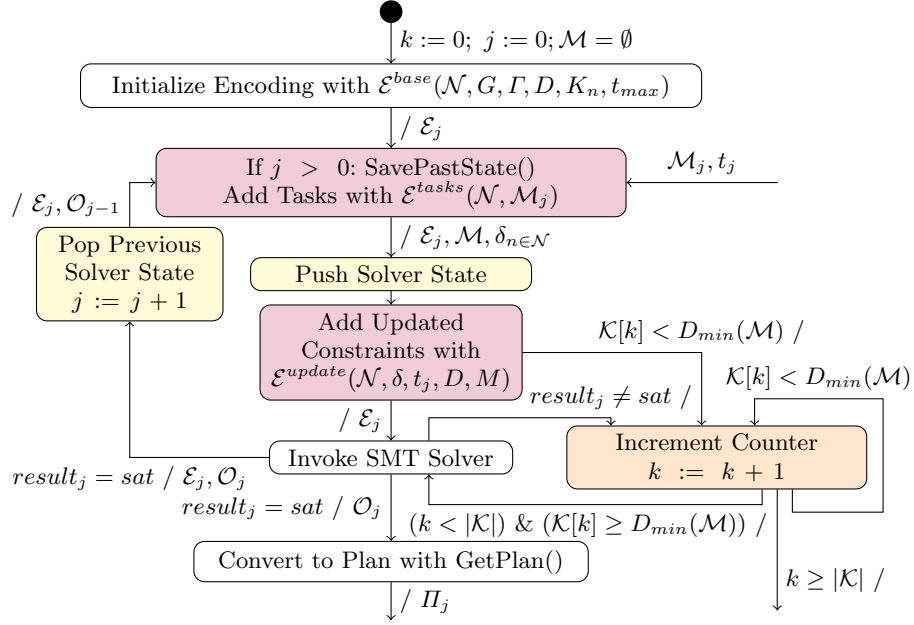 k := 0; j := 0; ℳ = ∅
Initialize Encoding with ℰ^{base}(𝒩, G, Γ, D, K_n, t_{max})
/ ℰ_j
If j > 0: SavePastState()
Add Tasks with ℰ^{tasks}(𝒩, ℳ_j)
ℳ_j, t_j
/ ℰ_j, 𝒪_{j−1}
/ ℰ_j, ℳ, δ_{n∈𝒩}
Pop Previous
Solver State
j := j + 1
Push Solver State
Add Updated
Constraints with
ℰ^{update}(𝒩, δ, t_j, D, M)
𝒦[k] < D_{min}(ℳ) /
𝒦[k] < D_{min}(ℳ)
/ ℰ_j
result_j ≠ sat /
Increment Counter
k := k + 1
Invoke SMT Solver
result_j = sat / ℰ_j, 𝒪_j
result_j = sat / 𝒪_j
(k < |𝒦|) & (𝒦[k] ≥ D_{min}(ℳ)) /
Convert to Plan with GetPlan()
k ≥ |𝒦| /
/ Π_j